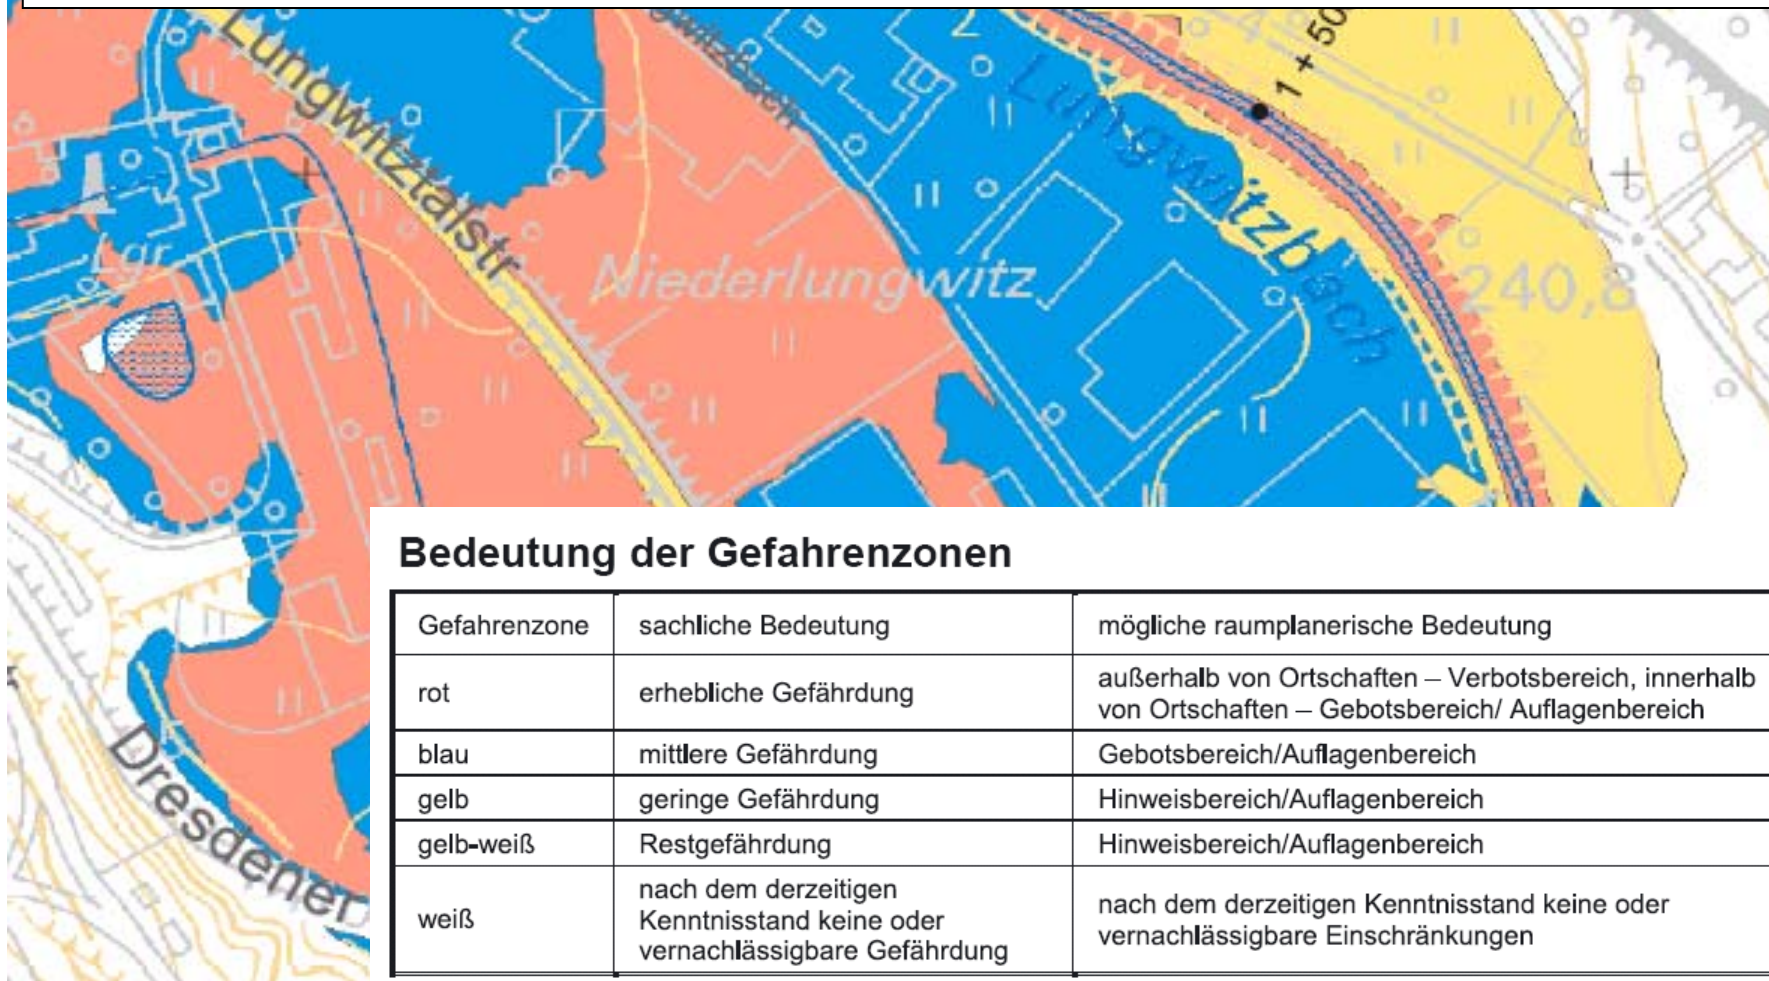 Lungwitztalstr
1 + 50
Lungwitzbach
Lgr
Niederlungwitz
240,8
Dresdener
Bedeutung der Gefahrenzonen
Gefahrenzone sachliche Bedeutung mögliche raumplanerische Bedeutung
rot erhebliche Gefährdung außerhalb von Ortschaften – Verbotsbereich, innerhalb
von Ortschaften – Gebotsbereich/ Auflagenbereich
blau mittlere Gefährdung Gebotsbereich/Auflagenbereich
gelb geringe Gefährdung Hinweisbereich/Auflagenbereich
gelb-weiß Restgefährdung Hinweisbereich/Auflagenbereich
weiß nach dem derzeitigen
Kenntnisstand keine oder
vernachlässigbare Gefährdung
nach dem derzeitigen Kenntnisstand keine oder
vernachlässigbare Einschränkungen